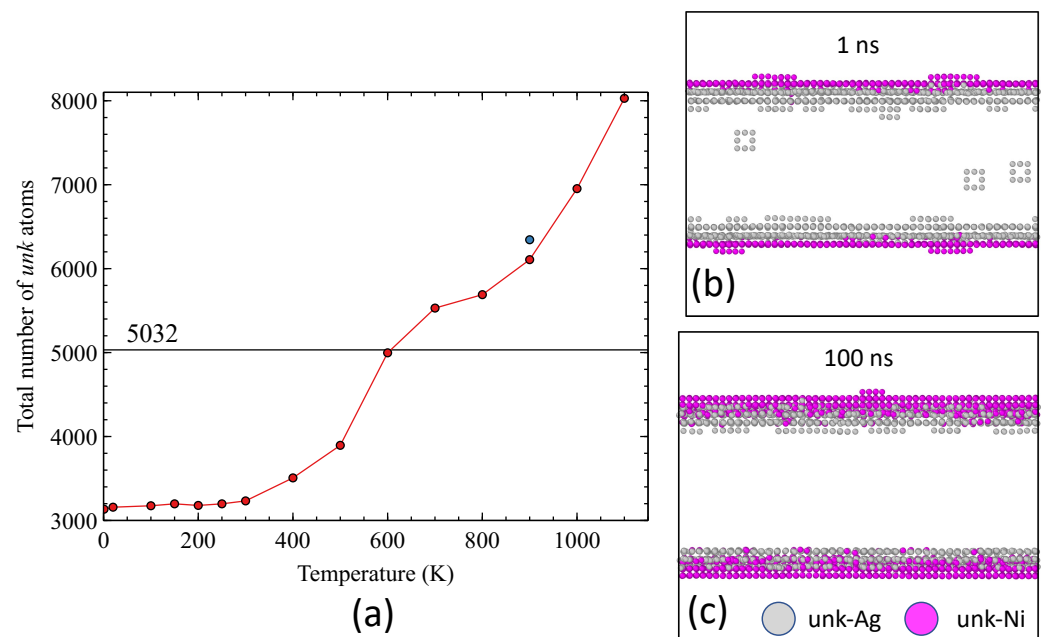 Total number of unk atoms
8000
7000
6000
5000
4000
3000
5032
0 200 400 600 800 1000
Temperature (K)
(a)
1 ns
(b)
100 ns
(c)
unk-Ag
unk-Ni